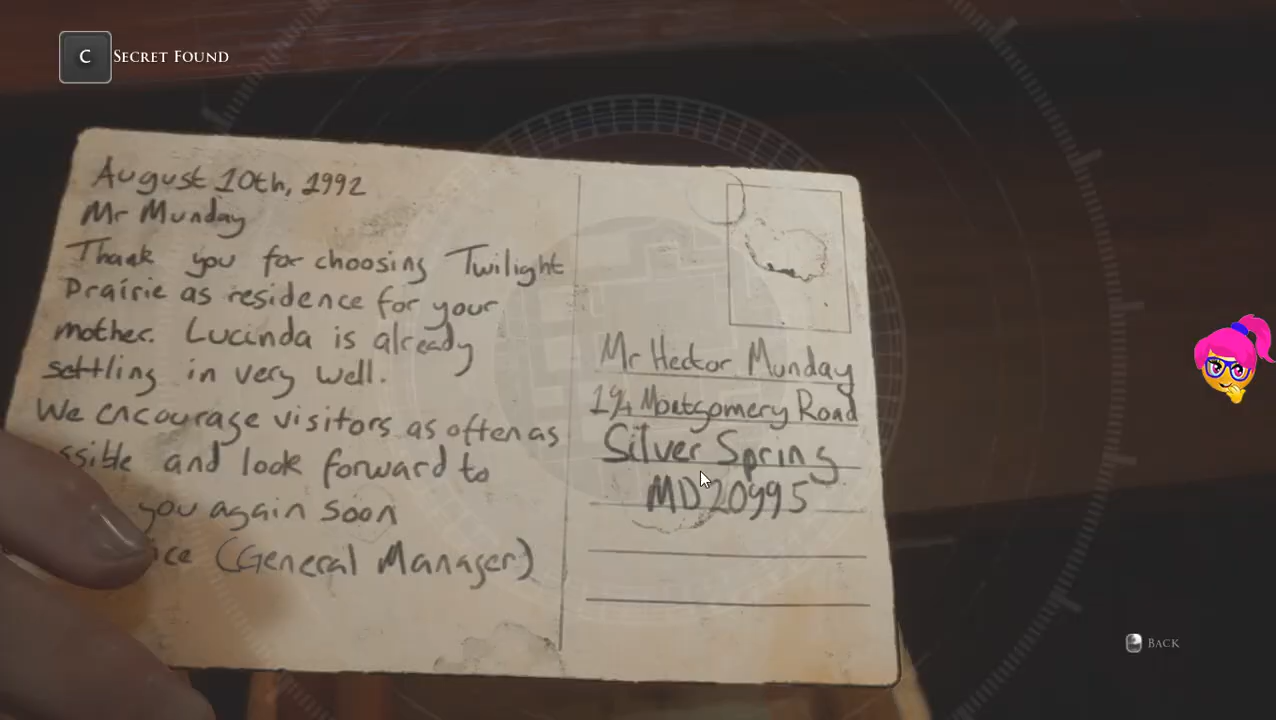 C Secret Found
August 10th, 1992
Mr Munday
Thank you for choosing Twilight
Prairie as residence for your
mother. Lucinda is already
settling in very well.
We encourage visitors as often as
ssible and look forward to
you again soon
ice (General Manager)
Mr Hector Munday
Montgomery Road
Silver Spring
MD 20995
Back